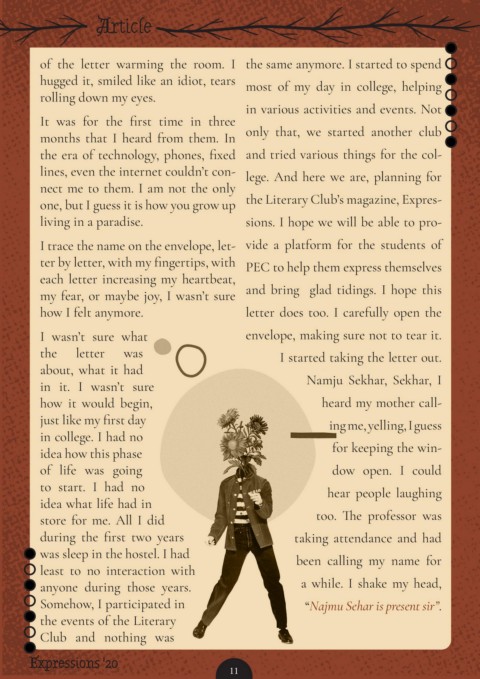 Article
of the letter warming the room. I
hugged it, smiled like an idiot, tears
rolling down my eyes.
It was for the first time in three
months that I heard from them. In
the era of technology, phones, fixed
lines, even the internet couldn't con-
nect me to them. I am not the only
one, but I guess it is how you grow up
living in a paradise.
I trace the name on the envelope, let-
ter by letter, with my fingertips, with
each letter increasing my heartbeat,
my fear, or maybe joy, I wasn't sure
how I felt anymore.
I wasn't sure what
the letter was
about, what it had
in it. I wasn't sure
how it would begin,
just like my first day
in college. I had no
idea how this phase
of life was going
to start. I had no
idea what life had in
store for me. All I did
during the first two years
was sleep in the hostel. I had
least to no interaction with
anyone during those years.
Somehow, I participated in
the events of the Literary
Club and nothing was
the same anymore. I started to spend
most of my day in college, helping
in various activities and events. Not
only that, we started another club
and tried various things for the col-
lege. And here we are, planning for
the Literary Club's magazine, Expres-
sions. I hope we will be able to pro-
vide a platform for the students of
PEC to help them express themselves
and bring glad tidings. I hope this
letter does too. I carefully open the
envelope, making sure not to tear it.
I started taking the letter out.
Namju Sekhar, Sekhar, I
heard my mother call-
ing me, yelling, I guess
for keeping the win-
dow open. I could
hear people laughing
too. The professor was
taking attendance and had
been calling my name for
a while. I shake my head,
"Najmu Sehar is present sir".
Expressions '20
11